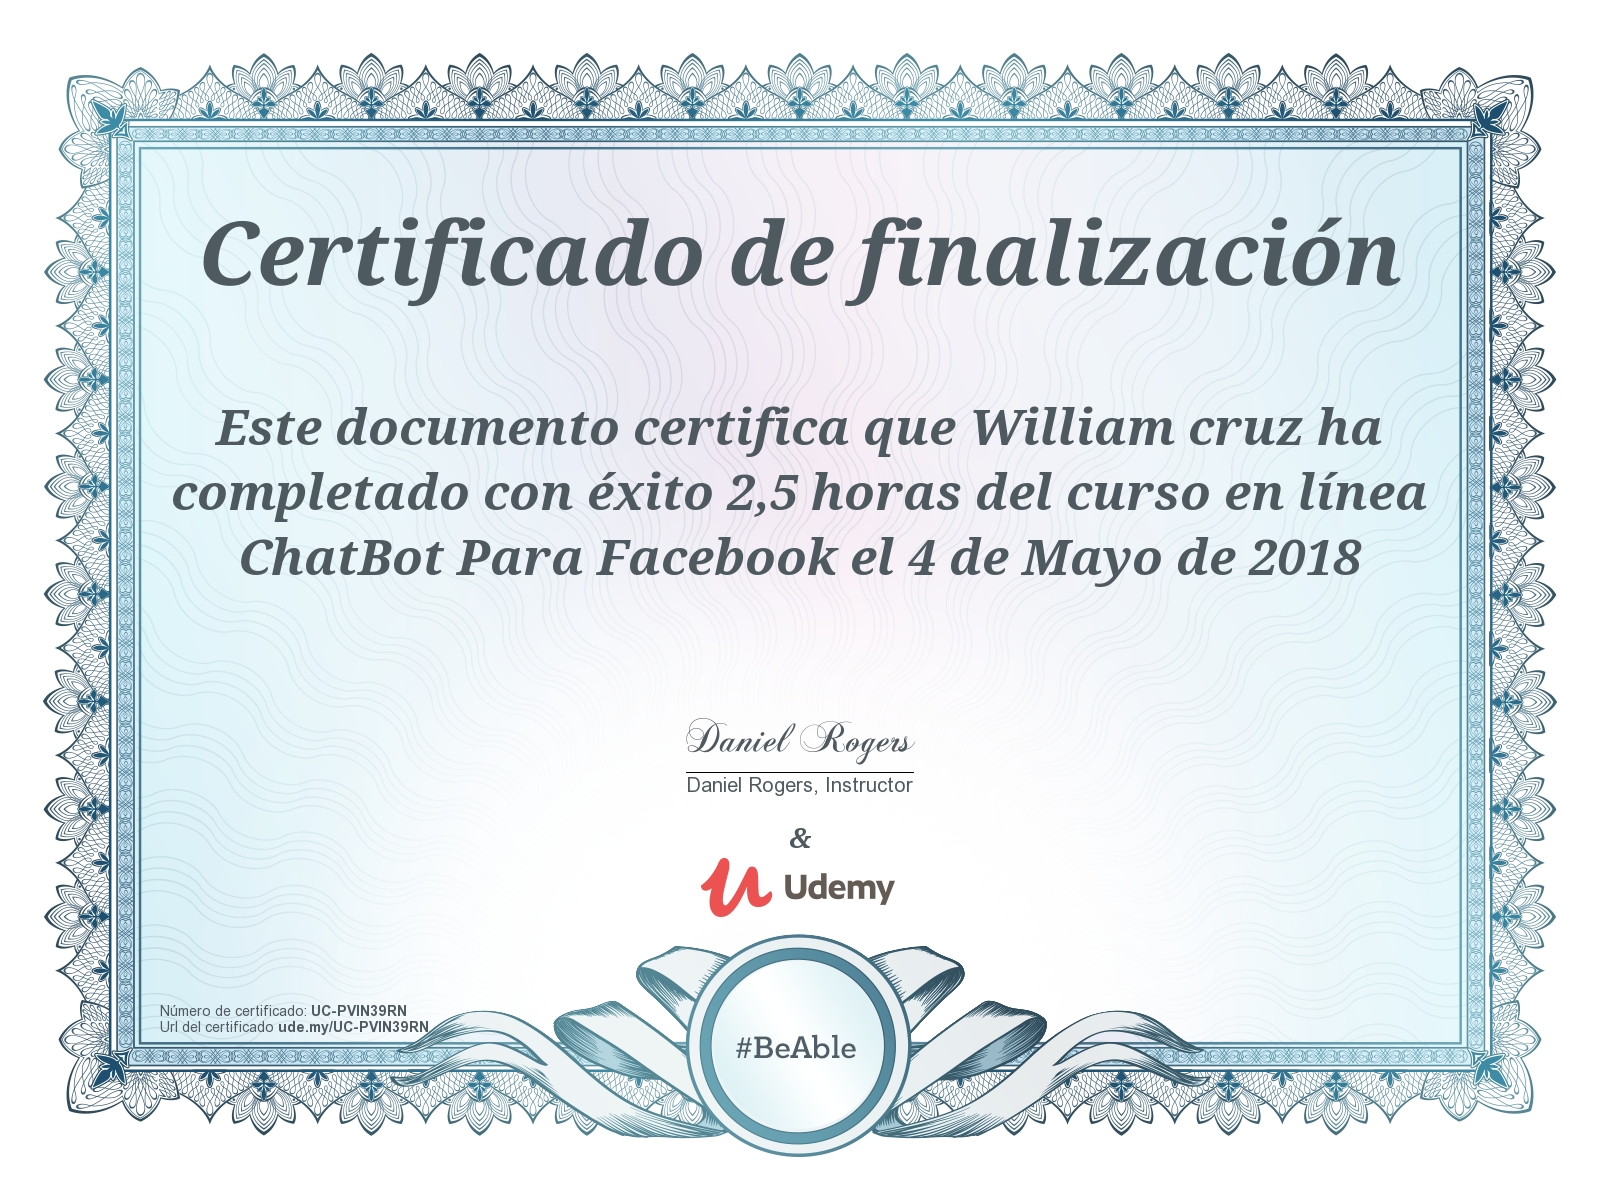 Certificado de finalización
Este documento certifica que William cruz ha
completado con éxito 2,5 horas del curso en línea
ChatBot Para Facebook el 4 de Mayo de 2018
Daniel Rogers
Daniel Rogers, Instructor
&
Udemy
Número de certificado: UC-PVIN39RN
Url del certificado ude.my/UC-PVIN39RN
#BeAble